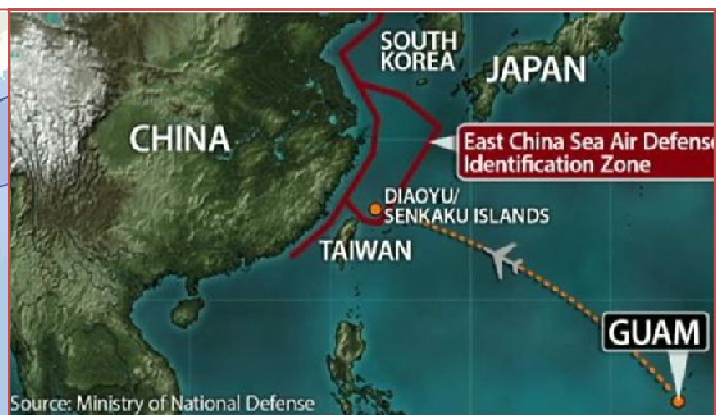 SOUTH
KOREA
JAPAN
CHINA
East China Sea Air Defense
Identification Zone
DIAOYU/
SENKAKU ISLANDS
TAIWAN
GUAM
Source: Ministry of National Defense